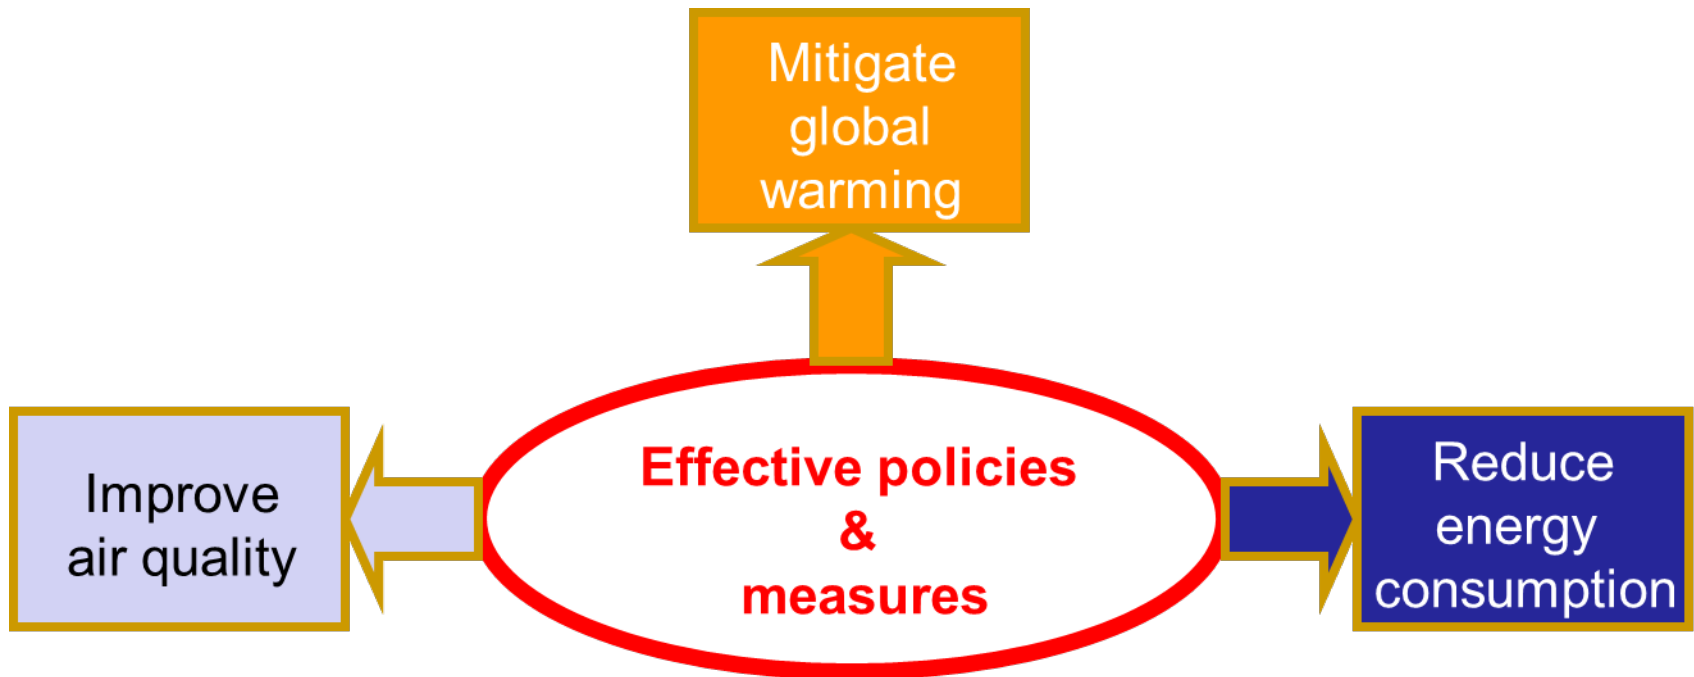 Mitigate
global
warming
Improve
air quality
Effective policies
&
measures
Reduce
energy
consumption